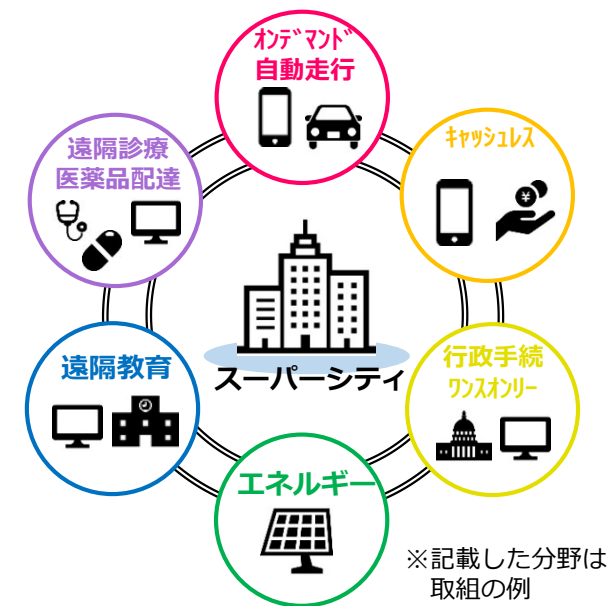 ｵﾝﾃﾞﾏﾝﾄﾞ
自動走行
遠隔診療
医薬品配達
ｷｬｯｼｭﾚｽ
¥
遠隔教育
スーパーシティ
行政手続
ﾜﾝｽｵﾝﾘｰ
エネルギー
※記載した分野は
取組の例